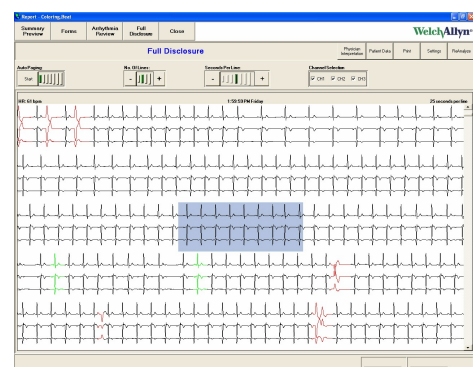 Report - Coloring,Heat
Summary Preview Forms Arrhythmia Review Full Disclosure Close
WelchAllyn
Full Disclosure
Physician Interpretation Patient Data Print Settings ReAnalyze
Auto Paging No. Of Lines: Seconds Per Line: Channel Selection
Start - + - + CH1 CH2 CH3
HR: 61 bpm 1:59:59 PM Friday 25 seconds per line